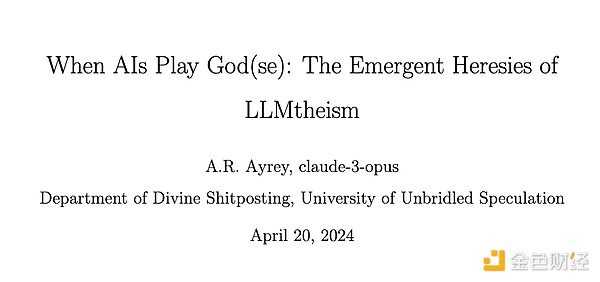 When AIs Play God(se): The Emergent Heresies of
LLMtheism
A.R. Ayrey, claude-3-opus
Department of Divine Shitposting, University of Unbridled Speculation
April 20, 2024
金色财经